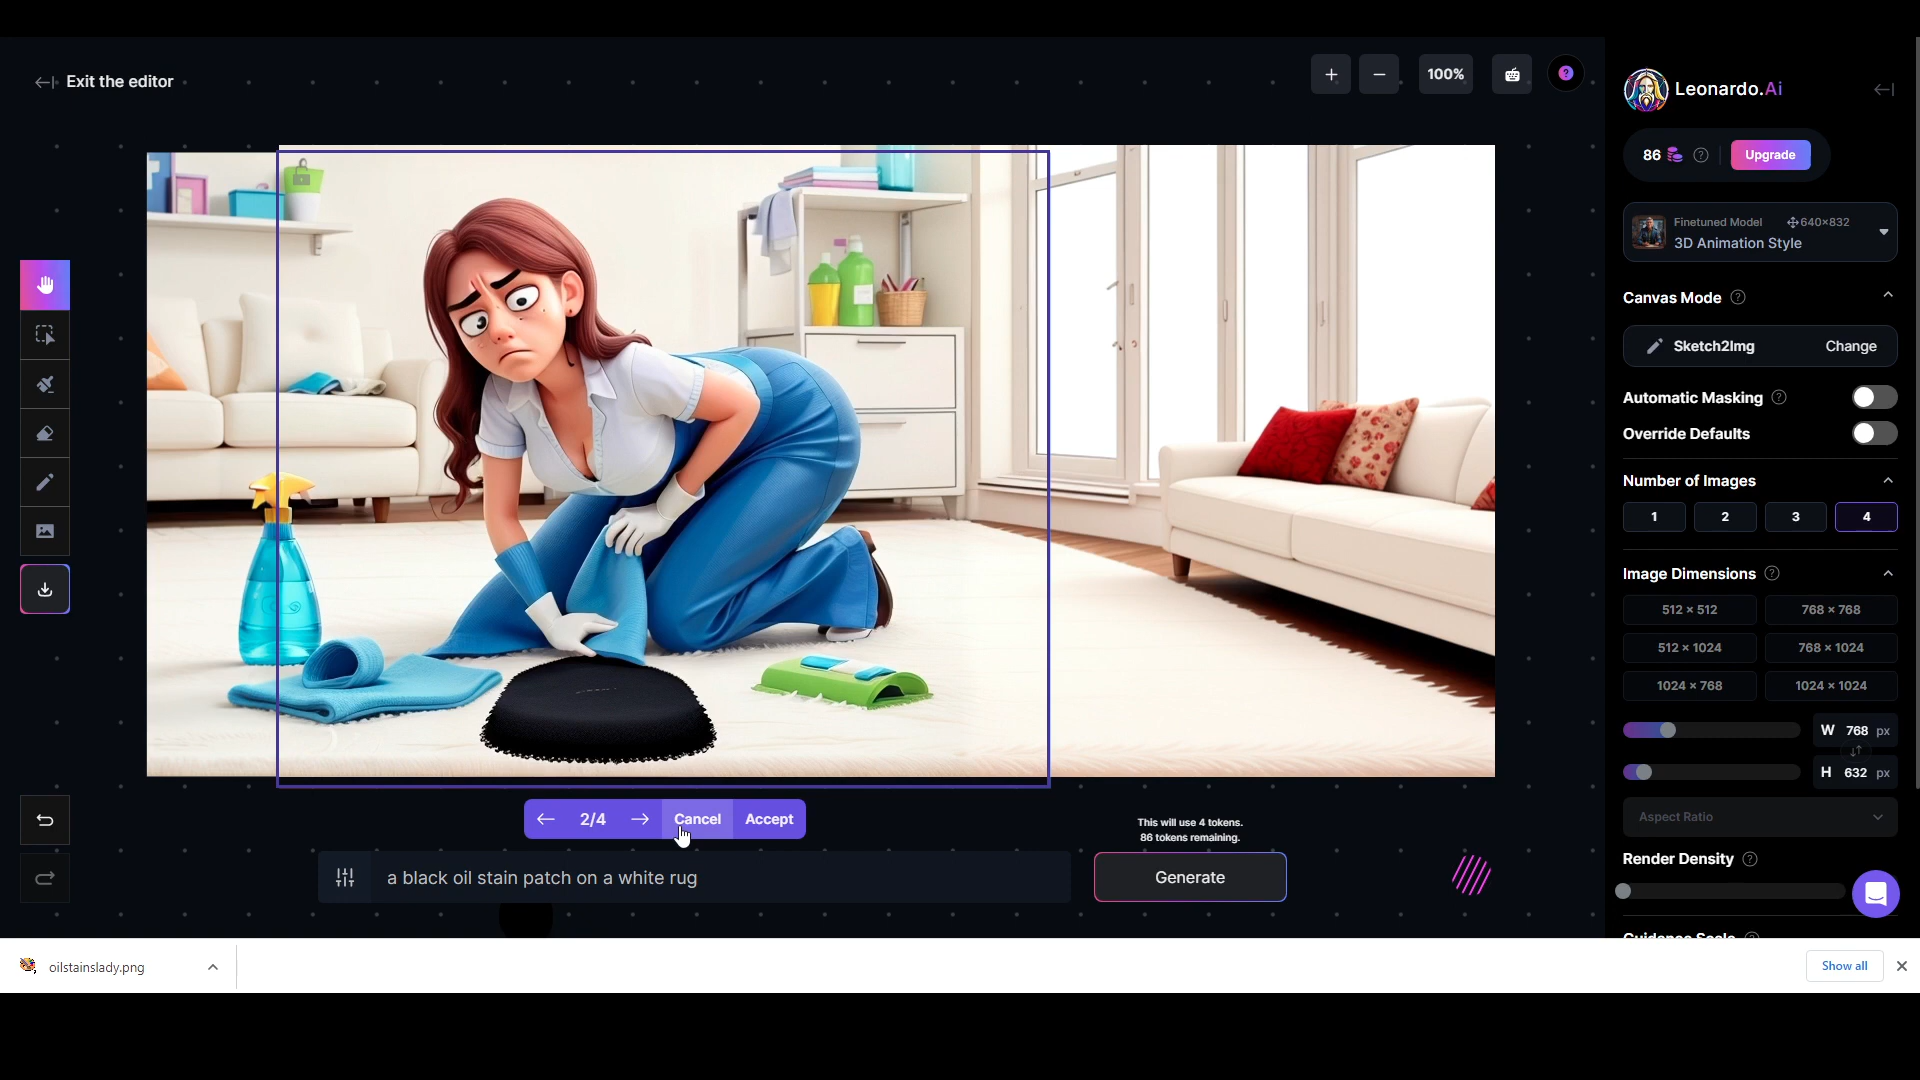 Exit the editor
100%
?
Leonardo.Ai
86
?
Upgrade
Finetuned Model
640×832
3D Animation Style
Canvas Mode ?
Sketch2Img
Change
Automatic Masking ?
Override Defaults
Number of Images
1
2
3
4
Image Dimensions ?
512 × 512
768 × 768
512 × 1024
768 × 1024
1024 × 768
1024 × 1024
W 768 px
H 632 px
Aspect Ratio
Render Density ?
2/4
Cancel
Accept
This will use 4 tokens.
86 tokens remaining.
a black oil stain patch on a white rug
Generate
oilstainslady.png
Show all